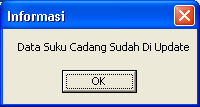 Informasi
Data Suku Cadang Sudah Di Update
OK